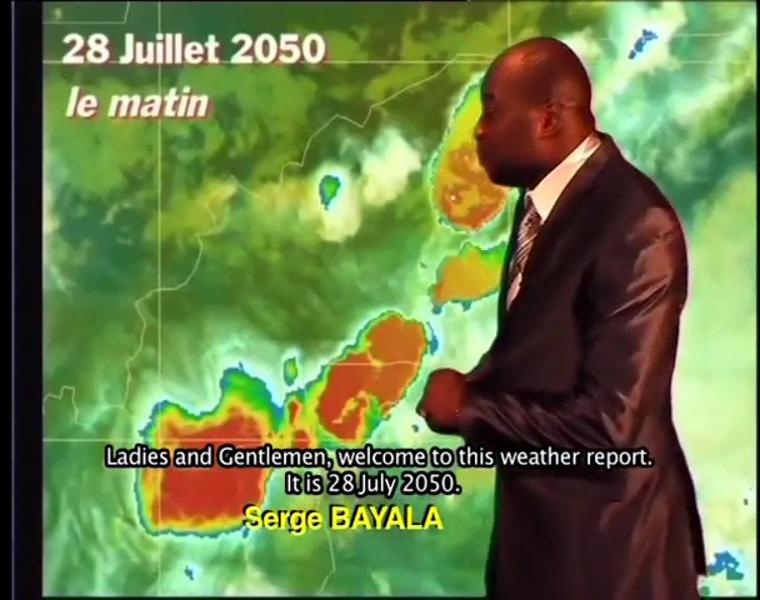 28 Juillet 2050
le matin
Ladies and Gentlemen, welcome to this weather report.
It is 28 July 2050.
Serge BAYALA